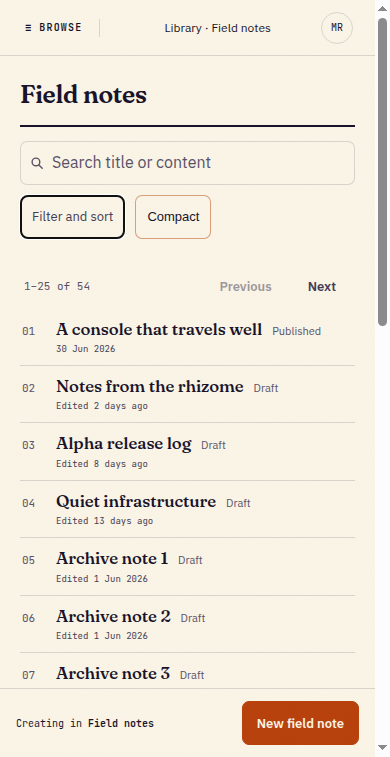 ≡ BROWSE
Library · Field notes
MR
Field notes
Search title or content
Filter and sort
Compact
1–25 of 54
Previous
Next
01 A console that travels well Published
30 Jun 2026
02 Notes from the rhizome Draft
Edited 2 days ago
03 Alpha release log Draft
Edited 8 days ago
04 Quiet infrastructure Draft
Edited 13 days ago
05 Archive note 1 Draft
Edited 1 Jun 2026
06 Archive note 2 Draft
Edited 1 Jun 2026
07 Archive note 3 Draft
Creating in Field notes
New field note